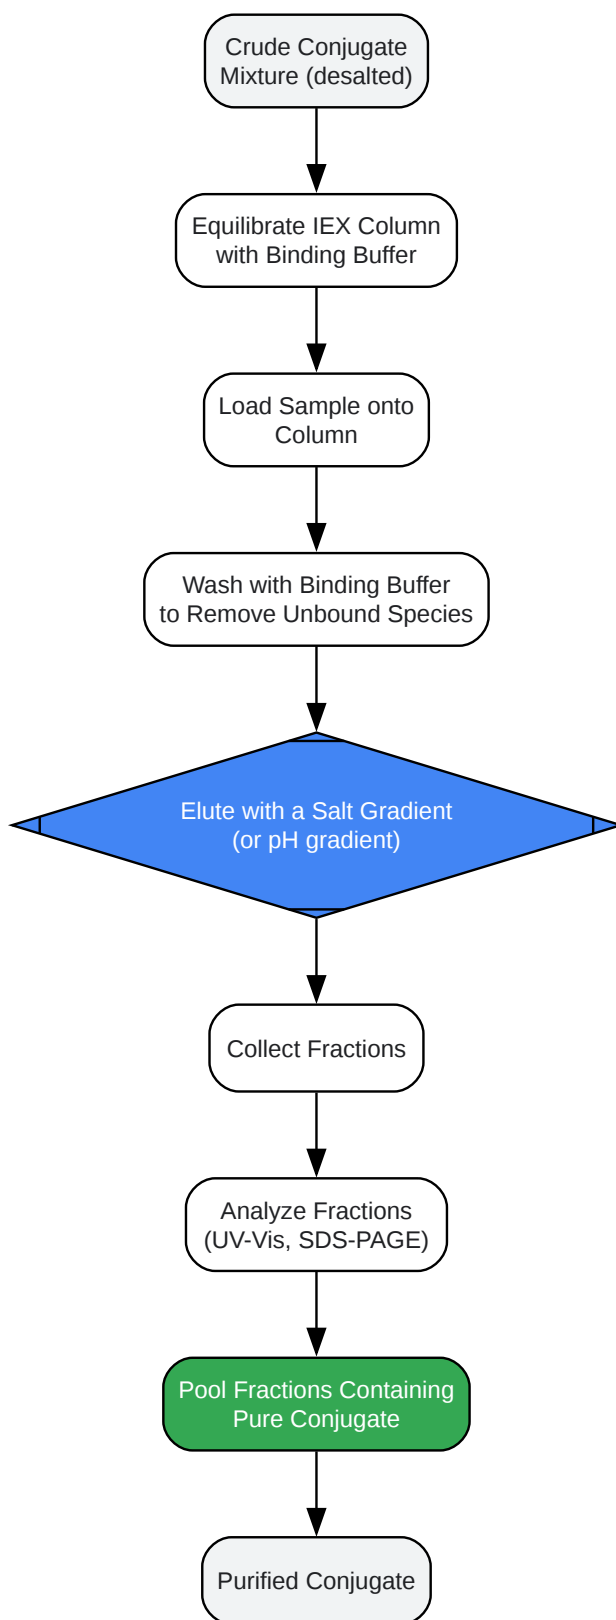 Crude Conjugate
Mixture (desalted)
Equilibrate IEX Column
with Binding Buffer
Load Sample onto
Column
Wash with Binding Buffer
to Remove Unbound Species
Elute with a Salt Gradient
(or pH gradient)
Collect Fractions
Analyze Fractions
(UV-Vis, SDS-PAGE)
Pool Fractions Containing
Pure Conjugate
Purified Conjugate